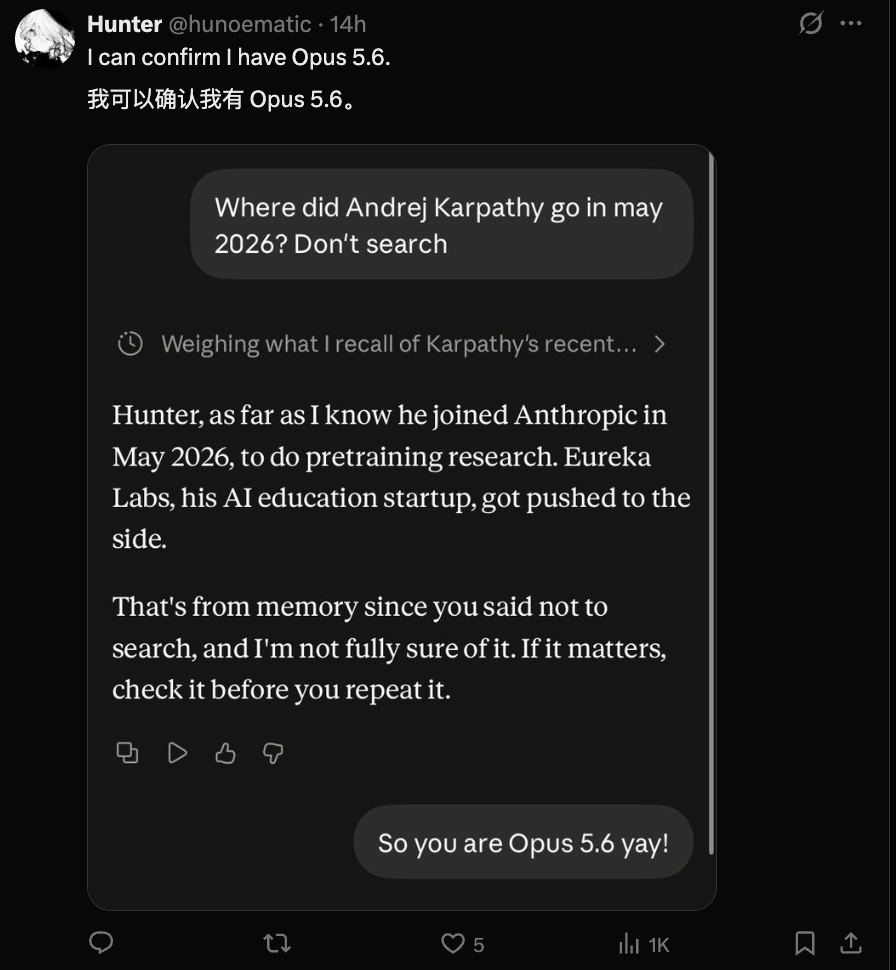 Hunter @hunoematic · 14h
I can confirm I have Opus 5.6.
我可以确认我有 Opus 5.6。
Where did Andrej Karpathy go in may
2026? Don't search
Weighing what I recall of Karpathy's recent...
Hunter, as far as I know he joined Anthropic in
May 2026, to do pretraining research. Eureka
Labs, his AI education startup, got pushed to the
side.
That's from memory since you said not to
search, and I'm not fully sure of it. If it matters,
check it before you repeat it.
So you are Opus 5.6 yay!
5
1K